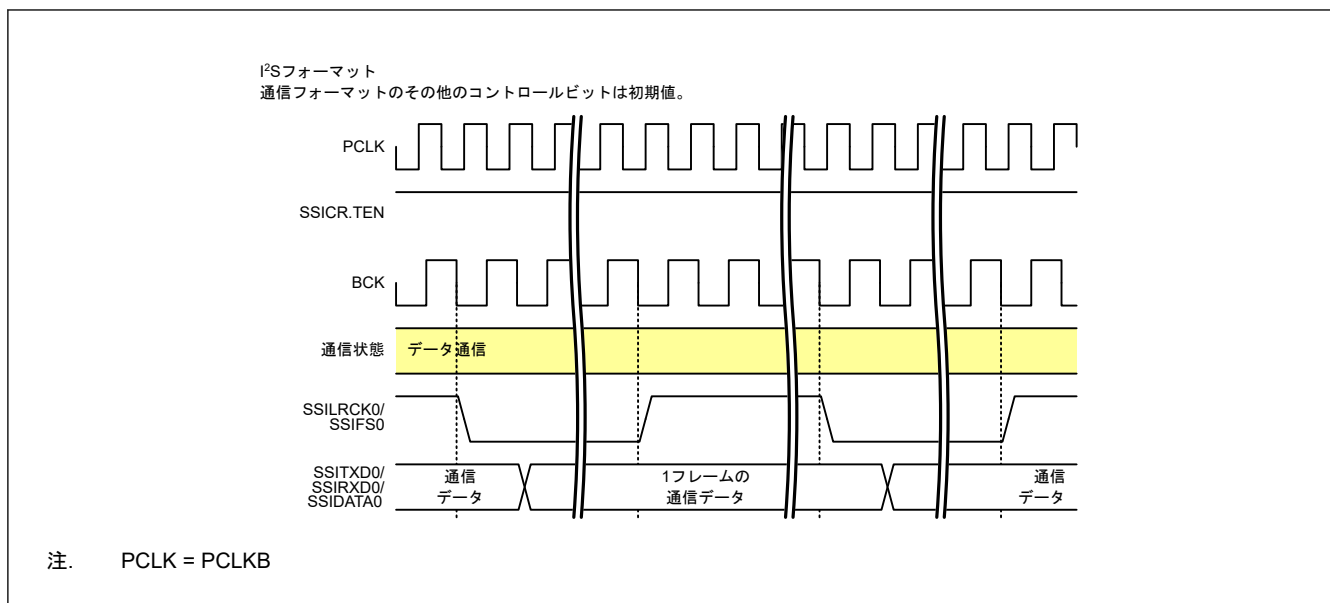 I²Sフォーマット
通信フォーマットのその他のコントロールビットは初期値。
PCLK
SSICR.TEN
BCK
通信状態
データ通信
SSILRCK0/
SSIFS0
SSITXD0/
SSIRXD0/
SSIDATA0
通信
データ
1フレームの
通信データ
通信
データ
注. PCLK = PCLKB